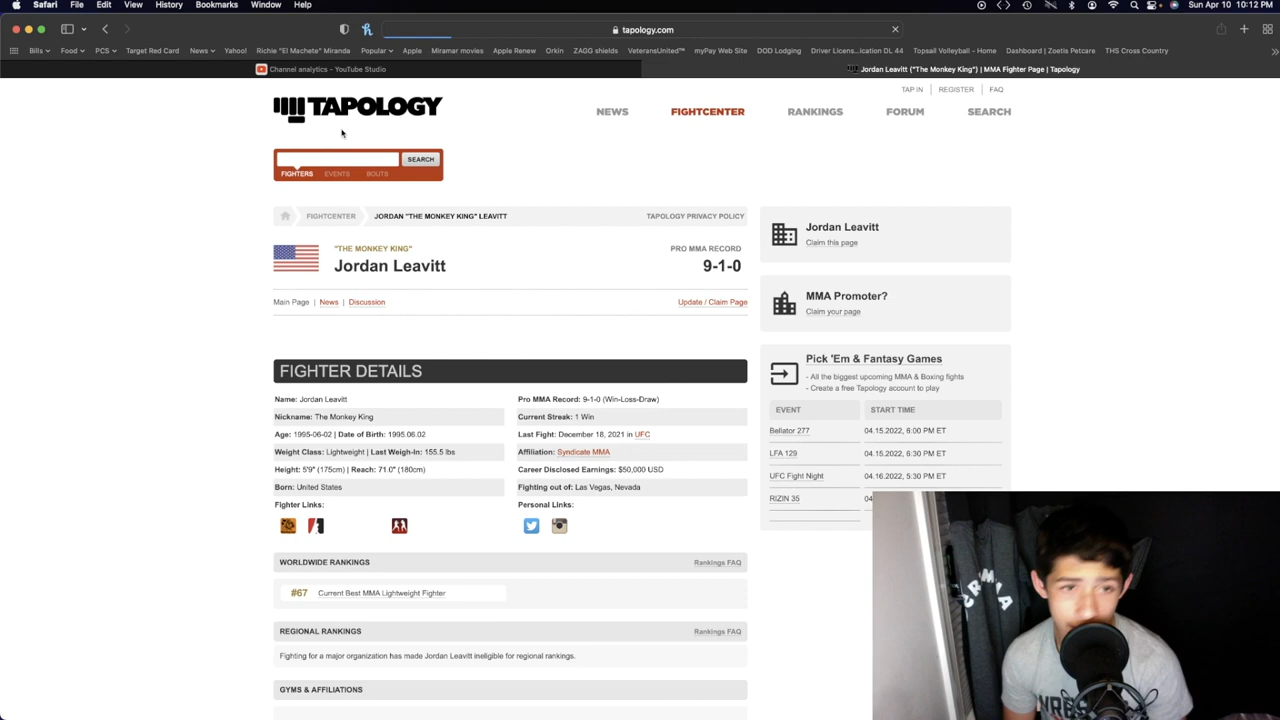 Safari File Edit View History Bookmarks Window Help Sun Apr 10 10:12 PM
tapology.com
Bills Food PCS Target Red Card News Yahoo! Richie "El Machete" Miranda Popular Apple Miramar movies Apple Renew Orkin ZAGG shields VeteransUnited™ myPay Web Site DOD Lodging Driver Licens...ication DL 44 Topsail Volleyball - Home Dashboard | Zoetis Petcare THS Cross Country
Channel analytics - YouTube Studio
Jordan Leavitt ("The Monkey King") | MMA Fighter Page | Tapology
TAP IN | REGISTER | FAQ
TAPOLOGY
NEWS FIGHTCENTER RANKINGS FORUM SEARCH
SEARCH
FIGHTERS EVENTS BOUTS
FIGHTCENTER JORDAN "THE MONKEY KING" LEAVITT TAPOLOGY PRIVACY POLICY
"THE MONKEY KING" PRO MMA RECORD
Jordan Leavitt 9-1-0
Main Page | News | Discussion Update / Claim Page
Jordan Leavitt
Claim this page
MMA Promoter?
Claim your page
Pick 'Em & Fantasy Games
- All the biggest upcoming MMA & Boxing fights
- Create a free Tapology account to play
EVENT START TIME
Bellator 277 04.15.2022, 6:00 PM ET
LFA 129 04.15.2022, 6:30 PM ET
UFC Fight Night 04.16.2022, 5:30 PM ET
RIZIN 35
FIGHTER DETAILS
Name: Jordan Leavitt Pro MMA Record: 9-1-0 (Win-Loss-Draw)
Nickname: The Monkey King Current Streak: 1 Win
Age: 1995-06-02 | Date of Birth: 1995.06.02 Last Fight: December 18, 2021 in UFC
Weight Class: Lightweight | Last Weigh-In: 155.5 lbs Affiliation: Syndicate MMA
Height: 5'9" (175cm) | Reach: 71.0" (180cm) Career Disclosed Earnings: $50,000 USD
Born: United States Fighting out of: Las Vegas, Nevada
Fighter Links: Personal Links:
WORLDWIDE RANKINGS Rankings FAQ
#67 Current Best MMA Lightweight Fighter
REGIONAL RANKINGS Rankings FAQ
Fighting for a major organization has made Jordan Leavitt ineligible for regional rankings.
GYMS & AFFILIATIONS